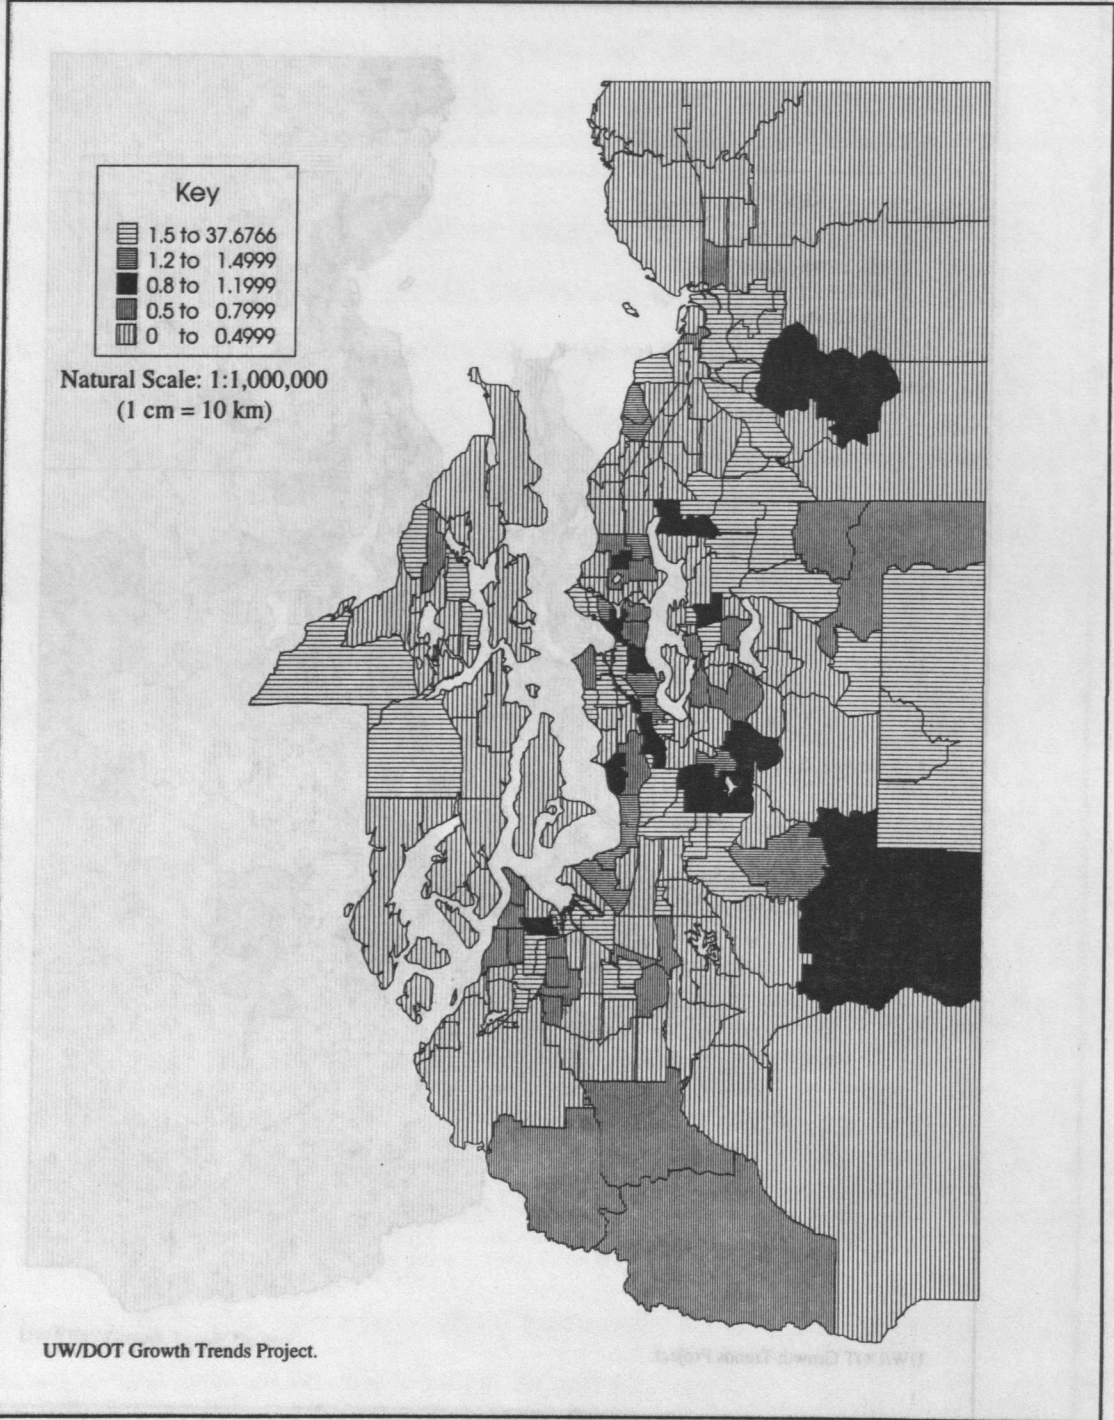 Key
1.5 to 37.6766
1.2 to 1.4999
0.8 to 1.1999
0.5 to 0.7999
0 to 0.4999
Natural Scale: 1:1,000,000
(1 cm = 10 km)
UW/DOT Growth Trends Project.